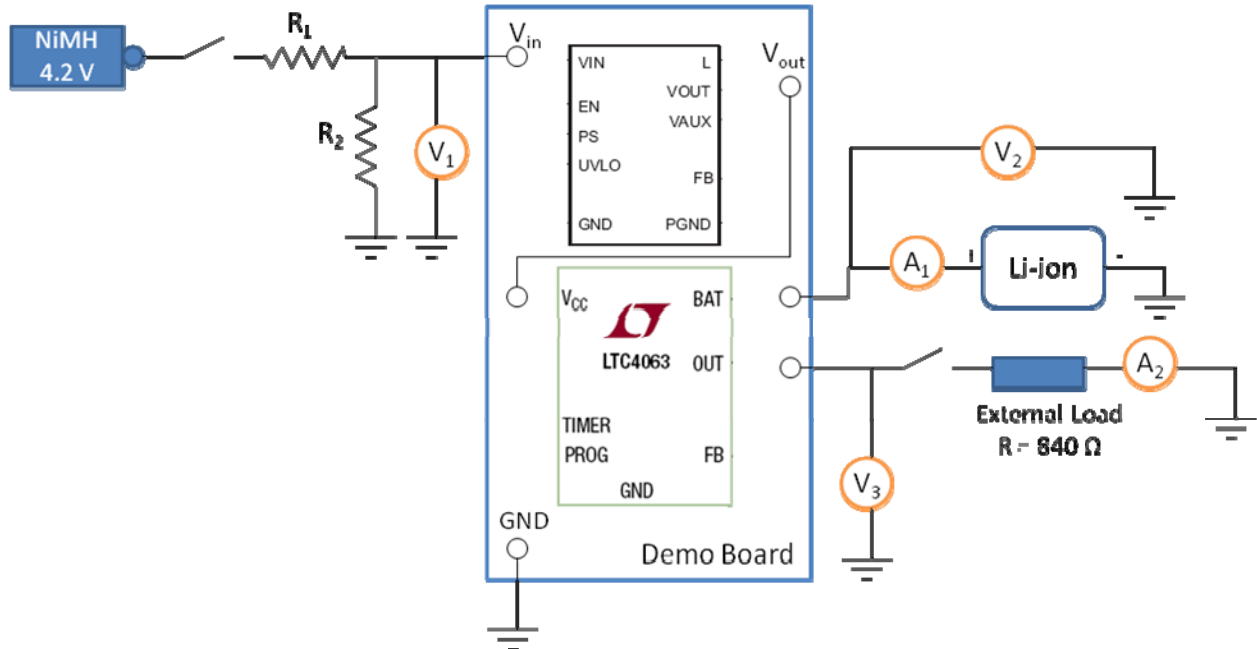 NiMH
4.2 V
R1
R2
V1
Vin
Vout
VIN
EN
PS
UVLO
GND
L
VOUT
VAUX
FB
PGND
VCC
LTC4063
BAT
OUT
TIMER
PROG
FB
GND
GND
Demo Board
V2
A1
Li-ion
-
A2
External Load
R = 840 Ω
V3